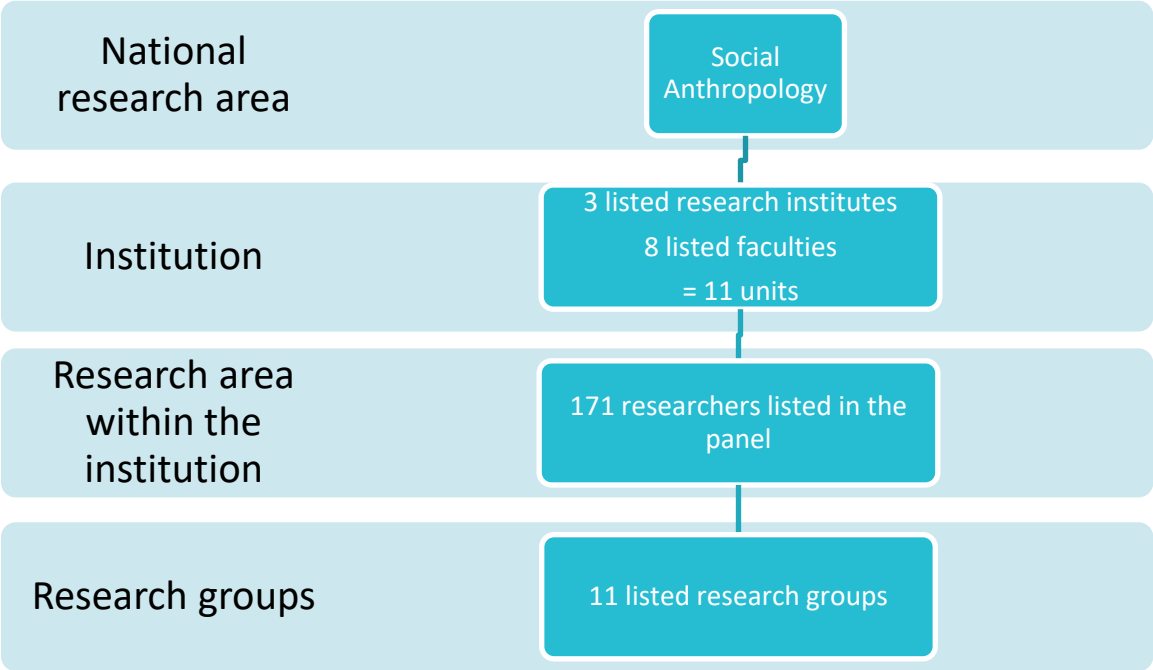 National
research area
Social
Anthropology
Institution
3 listed research institutes
8 listed faculties
= 11 units
Research area
within the
institution
171 researchers listed in the
panel
Research groups
11 listed research groups